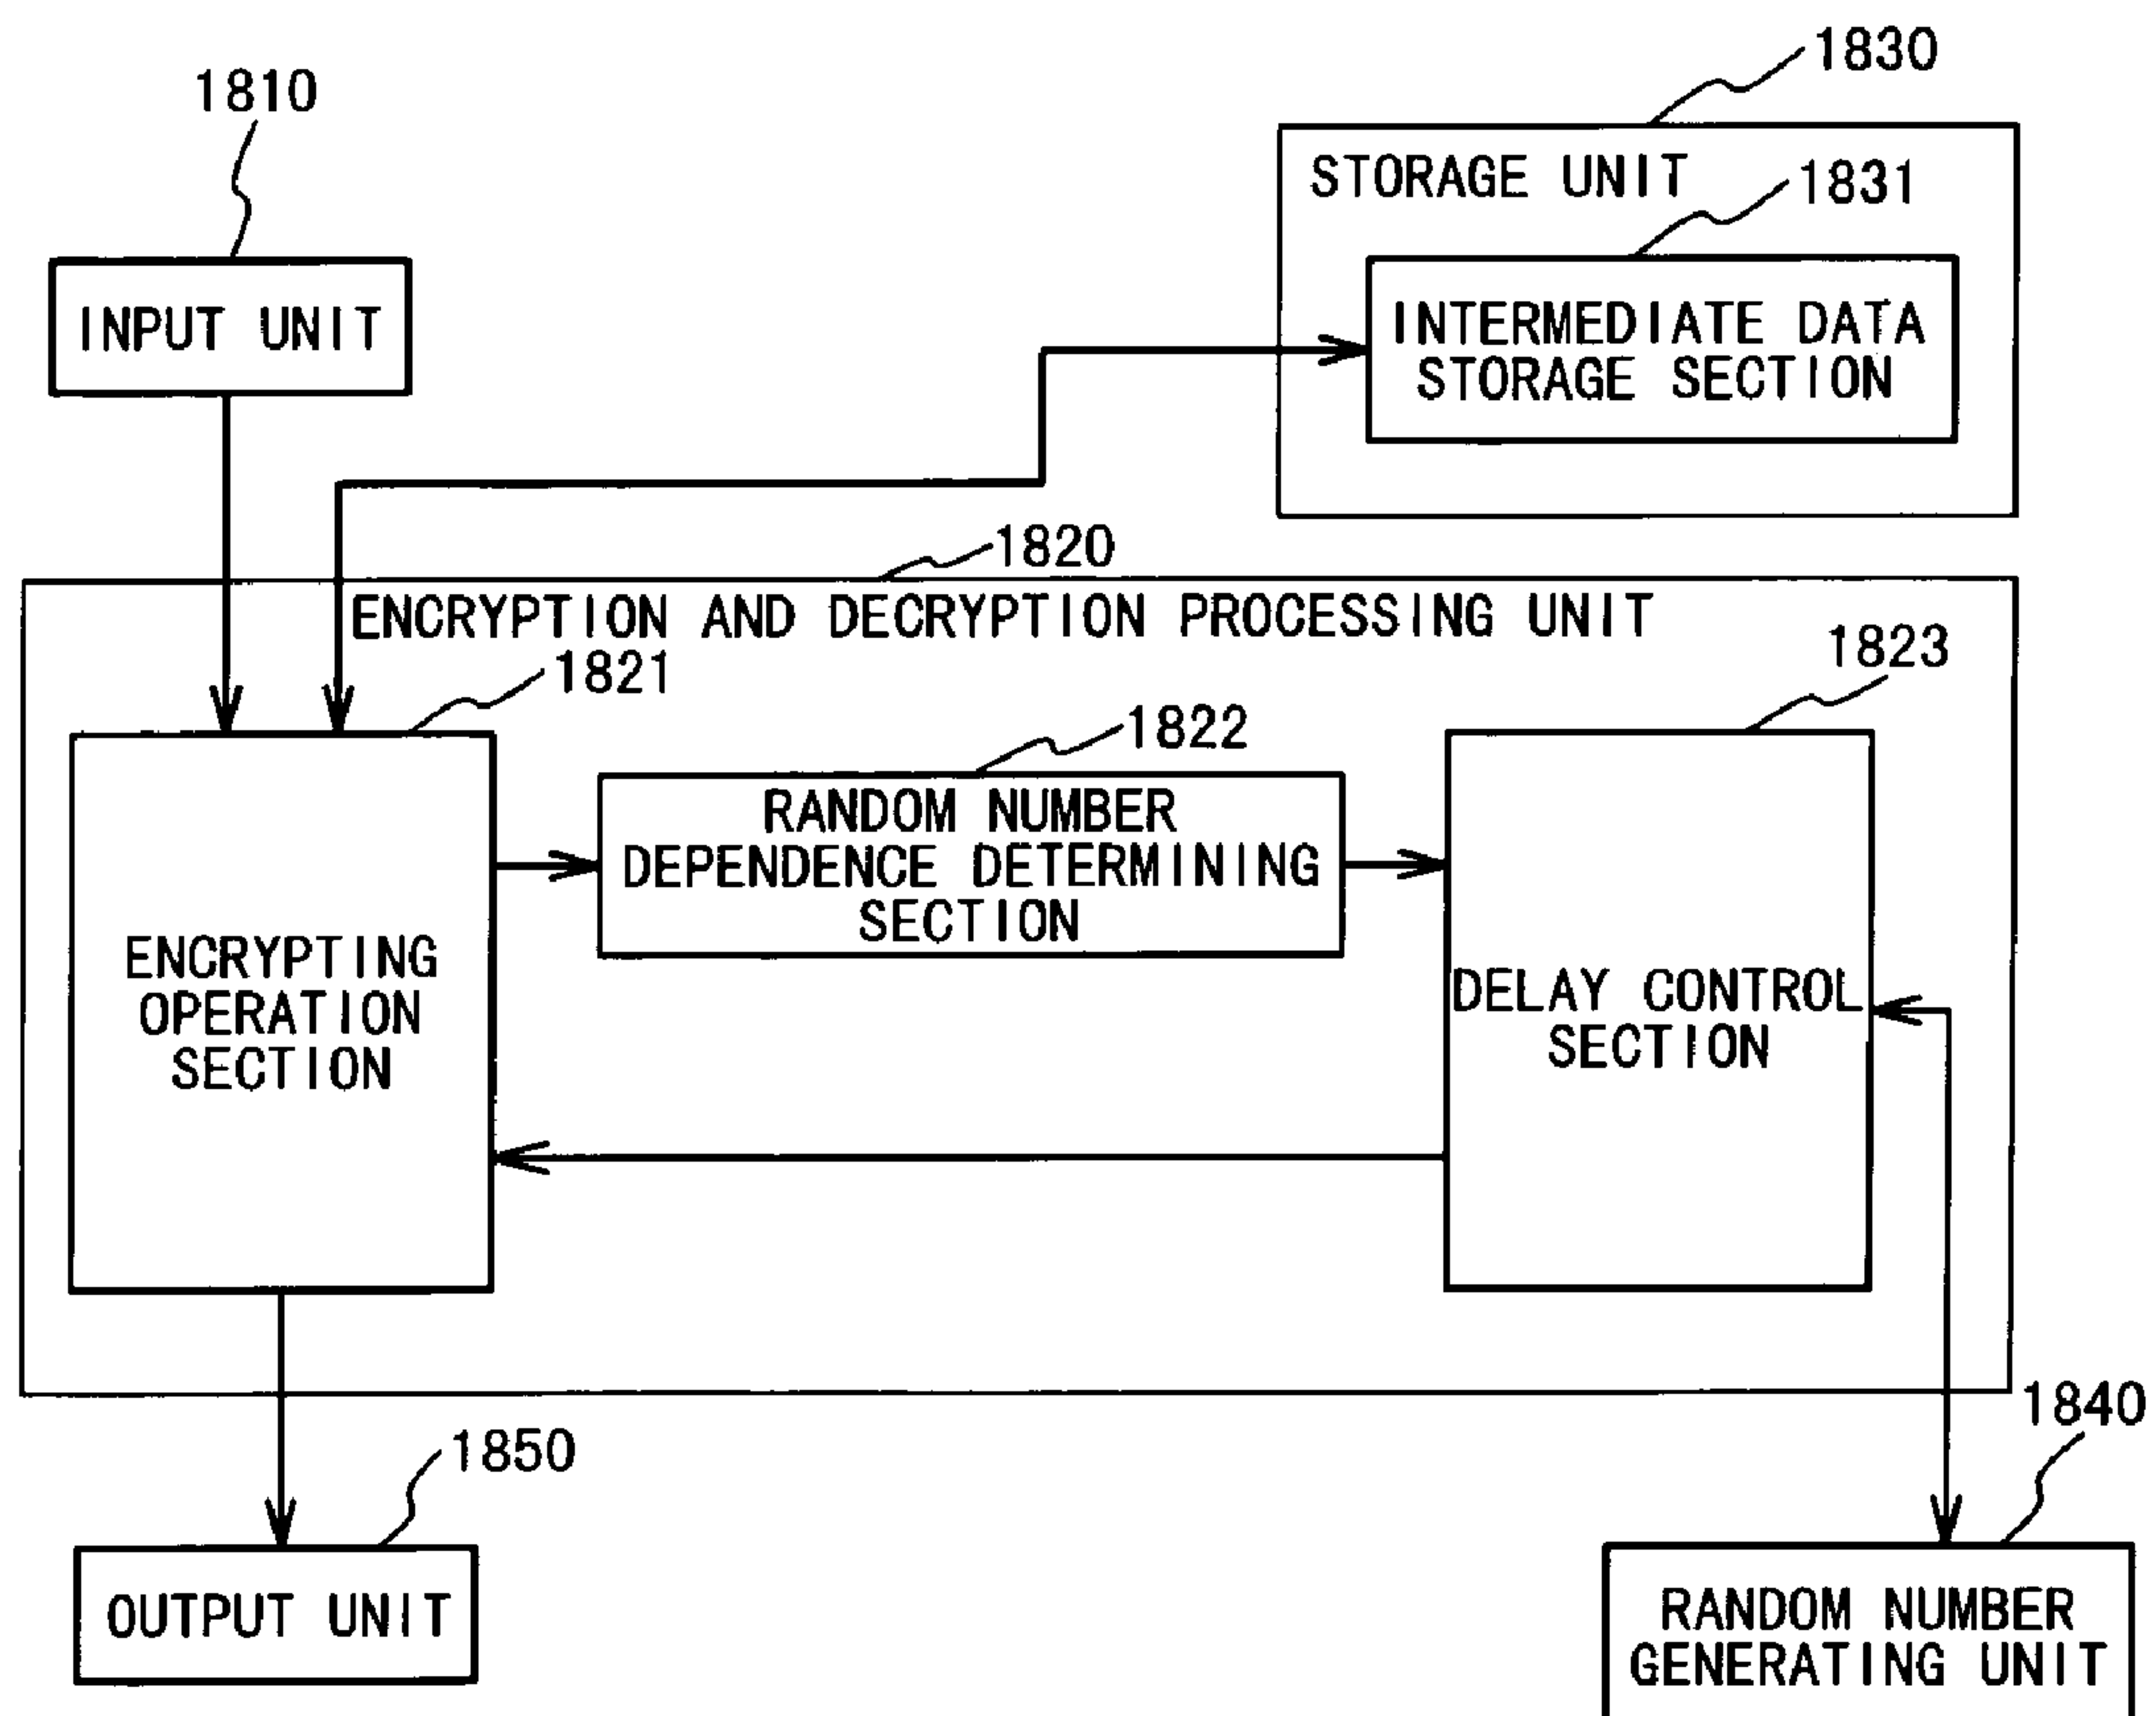 1830
1810
STORAGE UNIT
1831
INPUT UNIT
INTERMEDIATE DATA
STORAGE SECTION
1820
ENCRYPTION AND DECRYPTION PROCESSING UNIT
1821
1823
1822
RANDOM NUMBER
DEPENDENCE DETERMINING
SECTION
ENCRYPTING
OPERATION
SECTION
DELAY CONTROL
SECTION
1840
1850
OUTPUT UNIT
RANDOM NUMBER
GENERATING UNIT